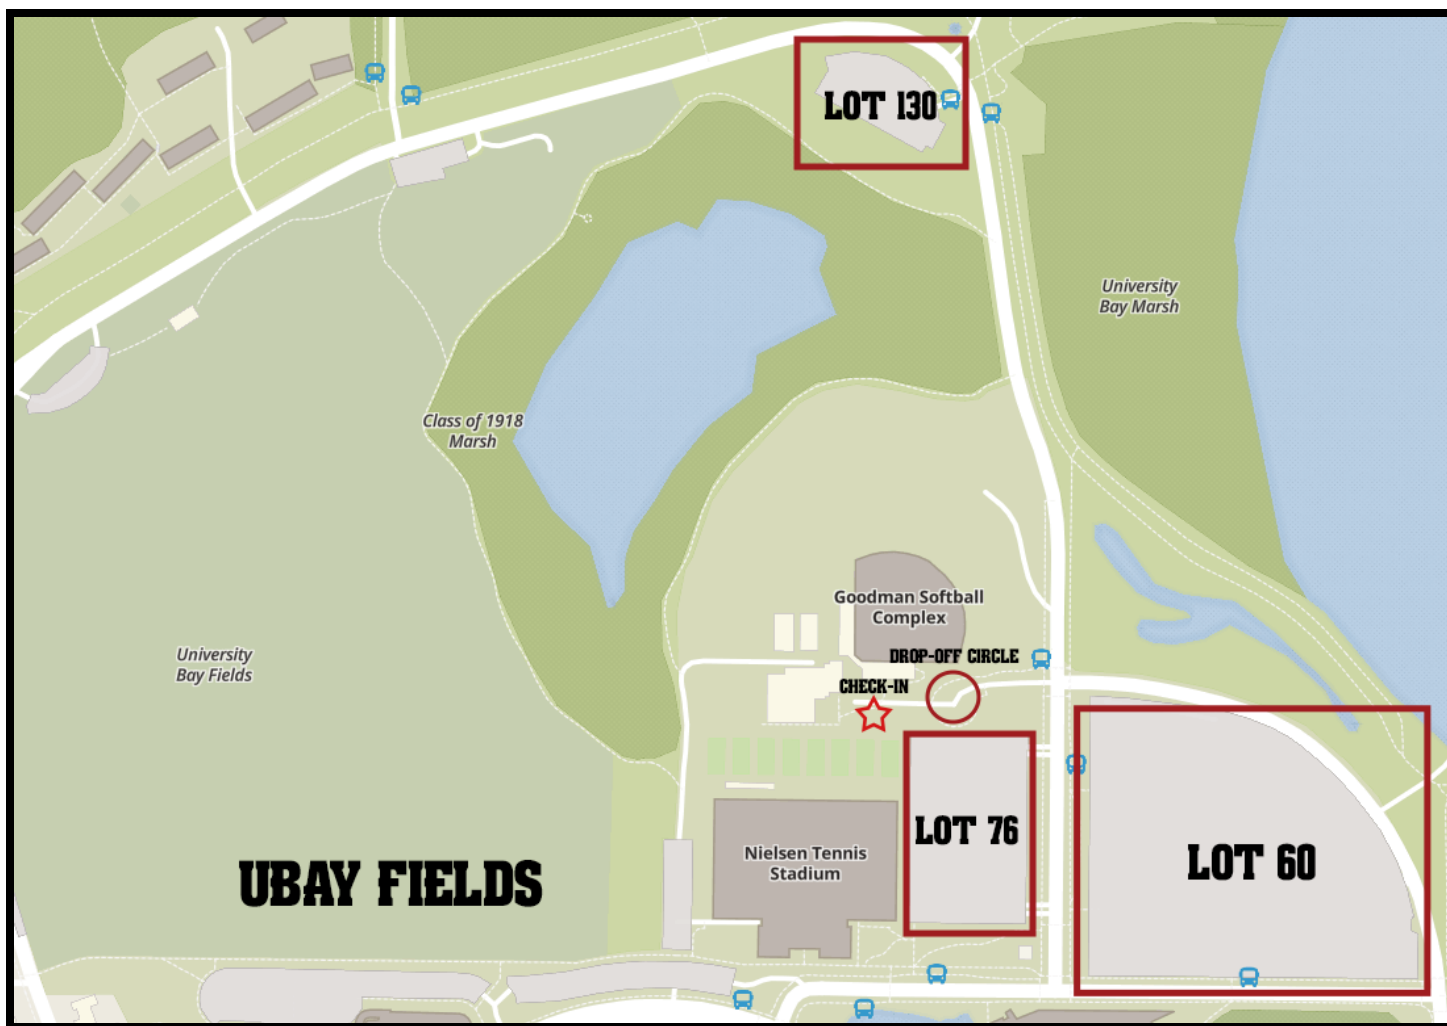 LOT 130
University
Bay Marsh
Class of 1918
Marsh
Goodman Softball
Complex
DROP-OFF CIRCLE
CHECK-IN
University
Bay Fields
LOT 76
Nielsen Tennis
Stadium
LOT 60
UBAY FIELDS